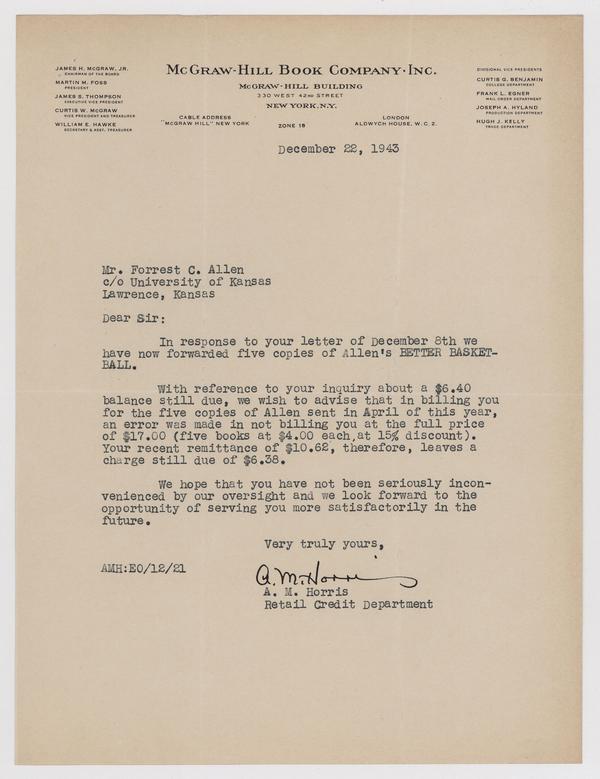 JAMES H. McGRAW, JR.
CHAIRMAN OF THE BOARD
MARTIN M. FOSS
PRESIDENT
JAMES S. THOMPSON
EXECUTIVE VICE PRESIDENT
CURTIS W. McGRAW
VICE PRESIDENT AND TREASURER
WILLIAM E. HAWKE
SECRETARY & ASST. TREASURER
McGRAW-HILL BOOK COMPANY·INC.
McGRAW-HILL BUILDING
330 WEST 42ND STREET
NEW YORK, N.Y.
CABLE ADDRESS
"McGRAW HILL" NEW YORK
ZONE 18
LONDON
ALDWYCH HOUSE, W. C. 2.
DIVISIONAL VICE PRESIDENTS
CURTIS G. BENJAMIN
COLLEGE DEPARTMENT
FRANK L. EGNER
MAIL ORDER DEPARTMENT
JOSEPH A. HYLAND
PRODUCTION DEPARTMENT
HUGH J. KELLY
TRADE DEPARTMENT
December 22, 1943
Mr. Forrest C. Allen
c/o University of Kansas
Lawrence, Kansas
Dear Sir:
In response to your letter of December 8th we
have now forwarded five copies of Allen's BETTER BASKET-
BALL.
With reference to your inquiry about a $6.40
balance still due, we wish to advise that in billing you
for the five copies of Allen sent in April of this year,
an error was made in not billing you at the full price
of $17.00 (five books at $4.00 each,at 15% discount).
Your recent remittance of $10.62, therefore, leaves a
charge still due of $6.38.
We hope that you have not been seriously incon-
venienced by our oversight and we look forward to the
opportunity of serving you more satisfactorily in the
future.
Very truly yours,
AMH:EO/12/21
A. M. Horris
A. M. Horris
Retail Credit Department